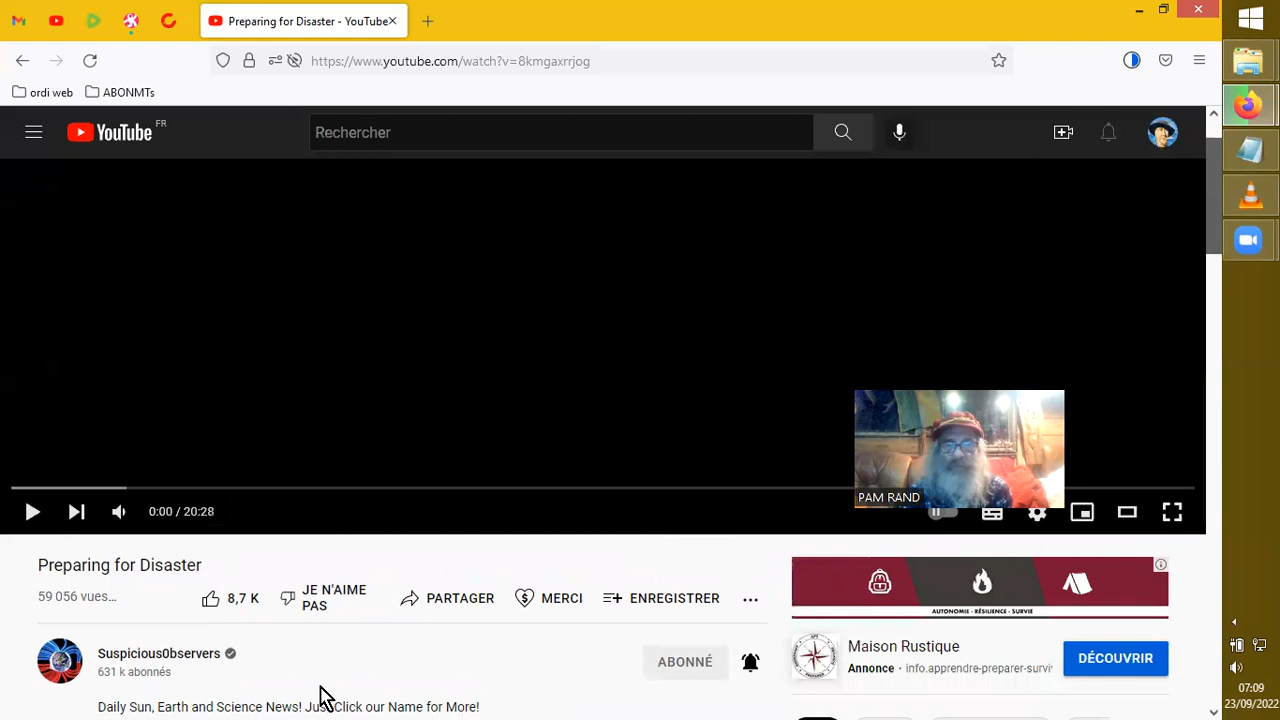 Preparing for Disaster - YouTube
https://www.youtube.com/watch?v=8kmgaxrrjog
ordi web
ABONMTs
YouTube FR
Rechercher
PAM RAND
0:00 / 20:28
Preparing for Disaster
59 056 vues…
8,7 K
JE N'AIME PAS
PARTAGER
MERCI
ENREGISTRER
AUTONOMIE - RÉSILIENCE - SURVIE
Suspicious0bservers
631 k abonnés
ABONNÉ
Maison Rustique
Annonce • info.apprendre-preparer-survi
DÉCOUVRIR
Daily Sun, Earth and Science News! Just Click our Name for More!
07:09
23/09/2022